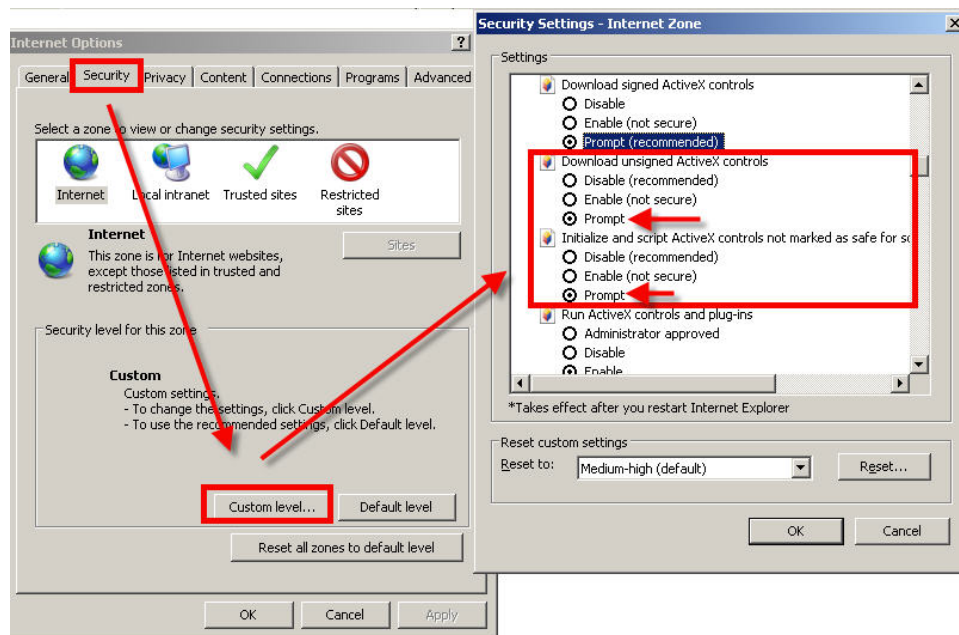 Internet Options
?
General
Security
Privacy
Content
Connections
Programs
Advanced
Select a zone to view or change security settings.
Internet
Local intranet
Trusted sites
Restricted
sites
Internet
This zone is for Internet websites,
except those listed in trusted and
restricted zones.
Sites
Security level for this zone
Custom
Custom settings.
- To change the settings, click Custom level.
- To use the recommended settings, click Default level.
Custom level...
Default level
Reset all zones to default level
OK
Cancel
Apply
Security Settings - Internet Zone
Settings
Download signed ActiveX controls
Disable
Enable (not secure)
Prompt (recommended)
Download unsigned ActiveX controls
Disable (recommended)
Enable (not secure)
Prompt
Initialize and script ActiveX controls not marked as safe for sc
Disable (recommended)
Enable (not secure)
Prompt
Run ActiveX controls and plug-ins
Administrator approved
Disable
Enable
*Takes effect after you restart Internet Explorer
Reset custom settings
Reset to:
Medium-high (default)
Reset...
OK
Cancel